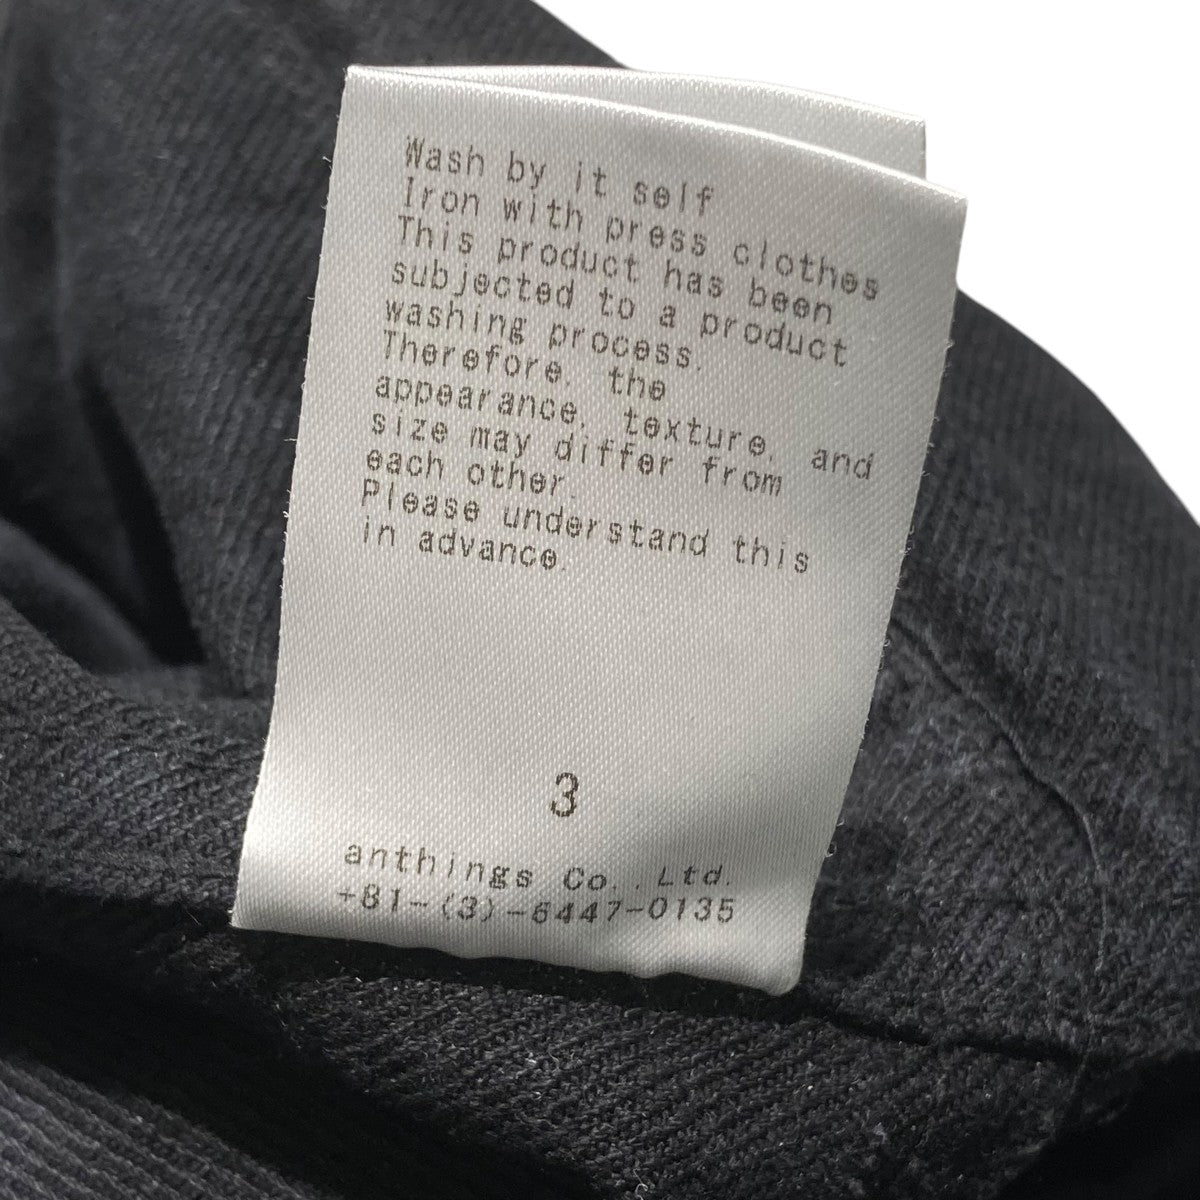 Wash by it self
Iron with press clothes
This product has been
subjected to a product
washing process.
Therefore, the
appearance, texture, and
size may differ from
each other.
Please understand this
in advance.
3
anthings Co., Ltd.
+81-(3)-6447-0135